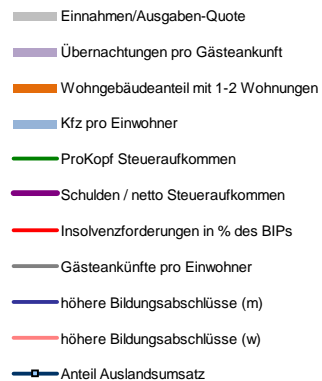 Einnahmen/Ausgaben-Quote
Übernachtungen pro Gästeankunft
Wohngebäudeanteil mit 1-2 Wohnungen
Kfz pro Einwohner
ProKopf Steueraufkommen
Schulden / netto Steueraufkommen
Insolvenzforderungen in % des BIPs
Gästeankünfte pro Einwohner
höhere Bildungsabschlüsse (m)
höhere Bildungsabschlüsse (w)
Anteil Auslandsumsatz